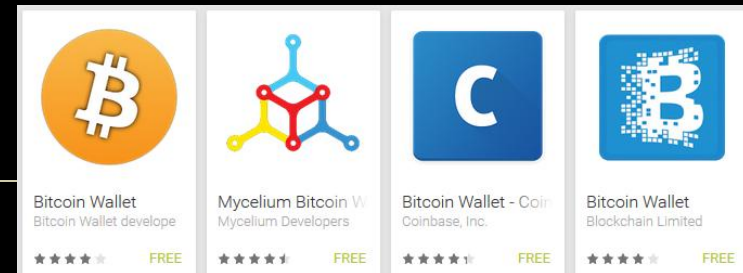 Bitcoin Wallet
Bitcoin Wallet develope
FREE
Mycelium Bitcoin W
Mycelium Developers
FREE
C
Bitcoin Wallet - Coin
Coinbase, Inc.
FREE
B
Bitcoin Wallet
Blockchain Limited
FREE